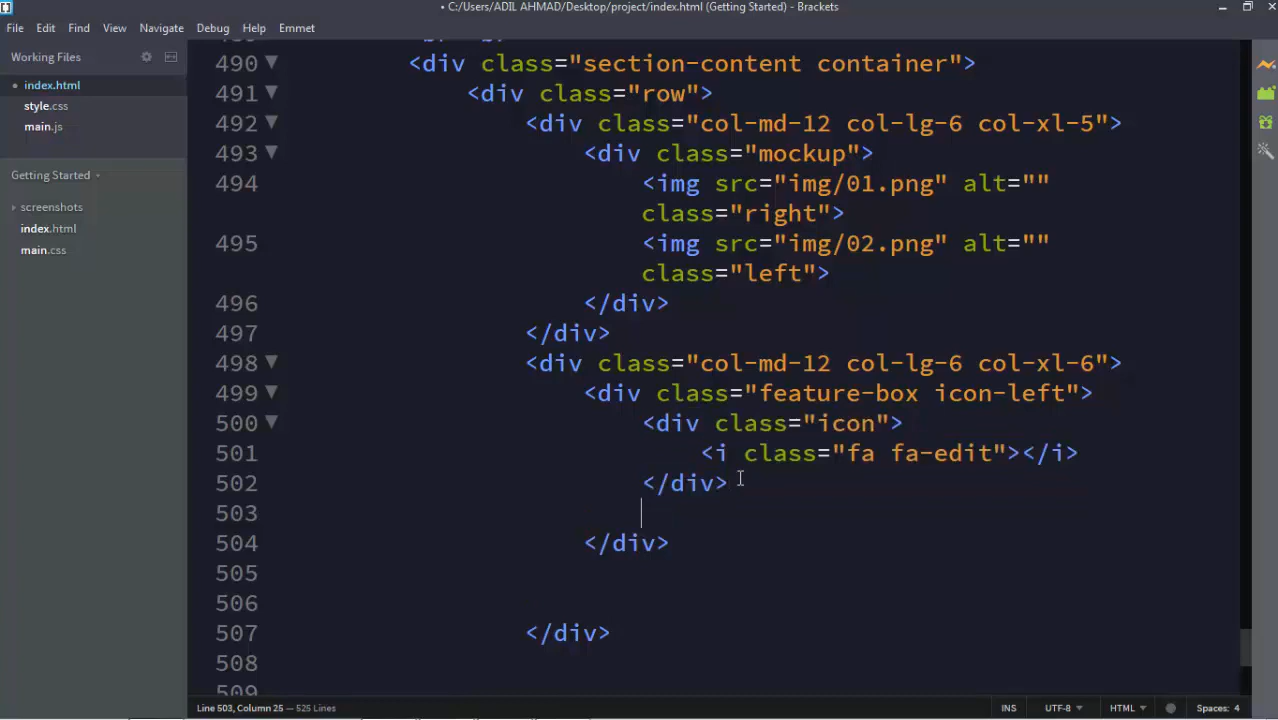 • C:/Users/ADIL AHMAD/Desktop/project/index.html (Getting Started) - Brackets
File Edit Find View Navigate Debug Help Emmet
Working Files
• index.html
style.css
main.js
Getting Started
screenshots
index.html
main.css
490 <div class="section-content container">
491 <div class="row">
492 <div class="col-md-12 col-lg-6 col-xl-5">
493 <div class="mockup">
494 <img src="img/01.png" alt=""
class="right">
495 <img src="img/02.png" alt=""
class="left">
496 </div>
497 </div>
498 <div class="col-md-12 col-lg-6 col-xl-6">
499 <div class="feature-box icon-left">
500 <div class="icon">
501 <i class="fa fa-edit"></i>
502 </div>
503
504 </div>
505
506
507 </div>
508
509
Line 503, Column 25 — 525 Lines
INS UTF-8 HTML Spaces: 4